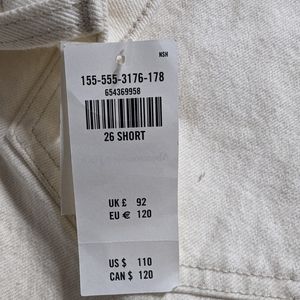 NSH
155-555-3176-178
654369958
26 SHORT
UK £ 92
EU € 120
US $ 110
CAN $ 120